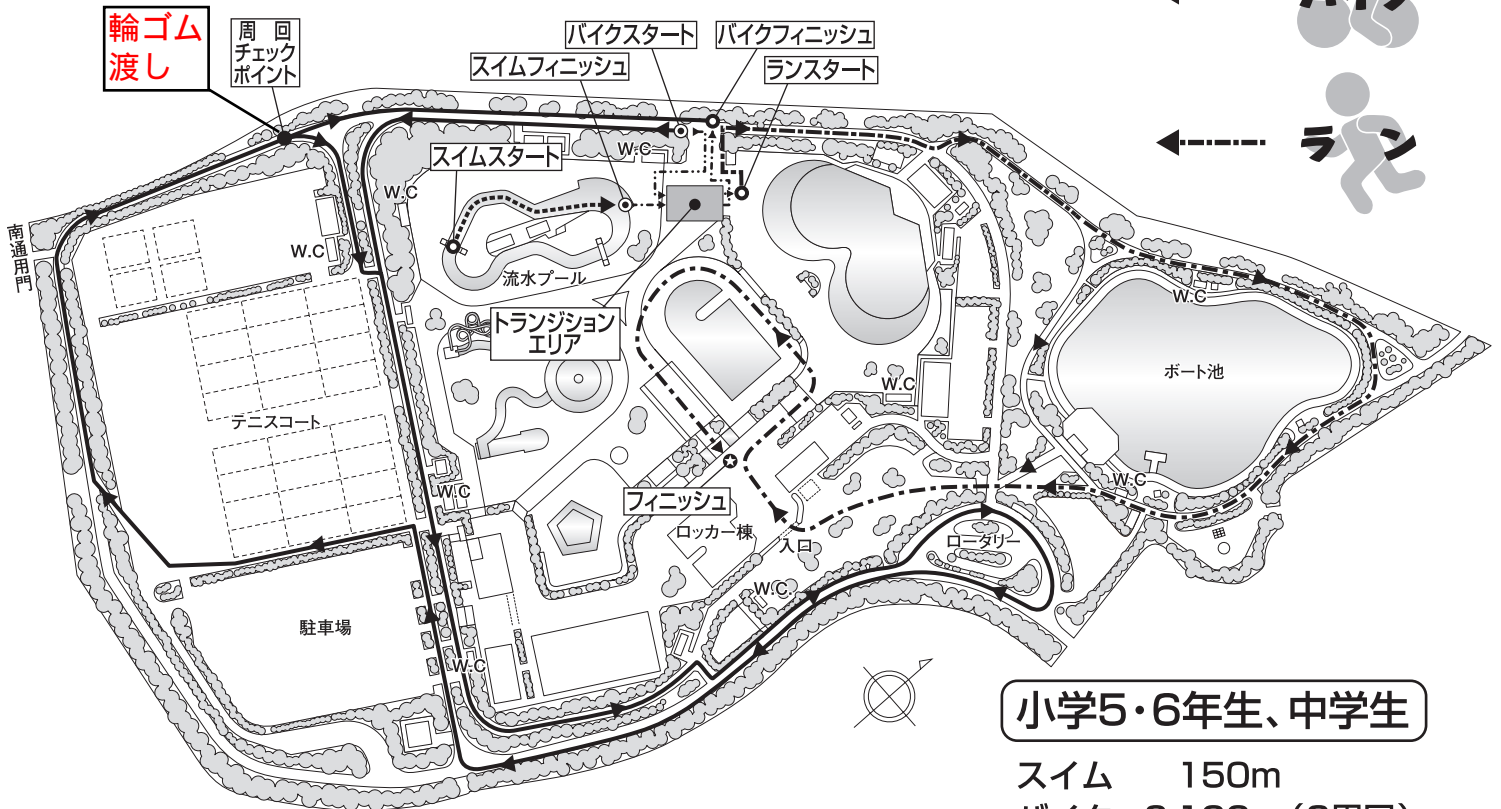 輪ゴム
渡し
周回
チェック
ポイント
バイクスタート
バイクフィニッシュ
スイムフィニッシュ
ランスタート
スイムスタート
W.C
W.C
W.C
ラン
南通用門
流水プール
トランジション
エリア
W.C
ボート池
W.C
テニスコート
W.C
W.C
フィニッシュ
ロッカー棟
入口
ロータリー
W.C.
駐車場
W.C
小学5・6年生、中学生
スイム 150m